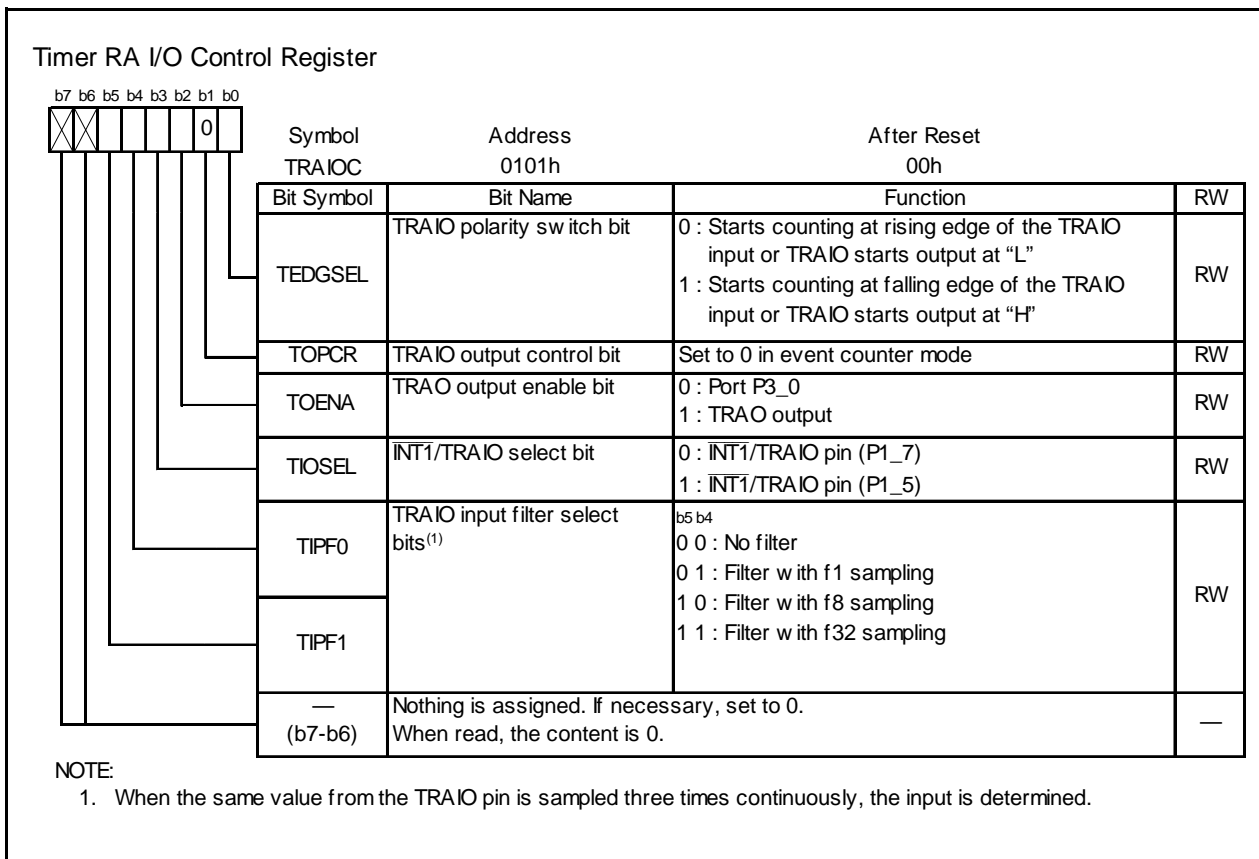 Timer RA I/O Control Register
b7 b6 b5 b4 b3 b2 b1 b0
0
Symbol Address After Reset
TRAIOC 0101h 00h
Bit Symbol Bit Name Function RW
TEDGSEL TRAIO polarity switch bit 0 : Starts counting at rising edge of the TRAIO
input or TRAIO starts output at “L”
1 : Starts counting at falling edge of the TRAIO
input or TRAIO starts output at “H”
RW
TOPCR TRAIO output control bit Set to 0 in event counter mode RW
TOENA TRAO output enable bit 0 : Port P3_0
1 : TRAO output
RW
TIOSEL INT1/TRAIO select bit 0 : INT1/TRAIO pin (P1_7)
1 : INT1/TRAIO pin (P1_5)
RW
TIPF0 TRAIO input filter select
bits(1)
b5 b4
0 0 : No filter
0 1 : Filter with f1 sampling
1 0 : Filter with f8 sampling
1 1 : Filter with f32 sampling
RW
TIPF1
—
(b7-b6)
Nothing is assigned. If necessary, set to 0.
When read, the content is 0.
—
NOTE:
1. When the same value from the TRAIO pin is sampled three times continuously, the input is determined.